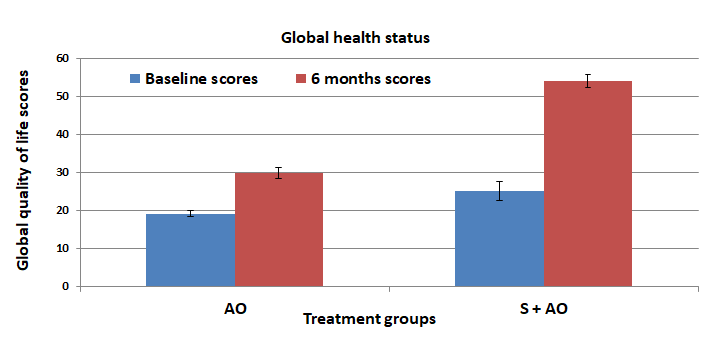 Global health status
Baseline scores
6 months scores
Global quality of life scores
60
50
40
30
20
10
0
AO
S + AO
Treatment groups